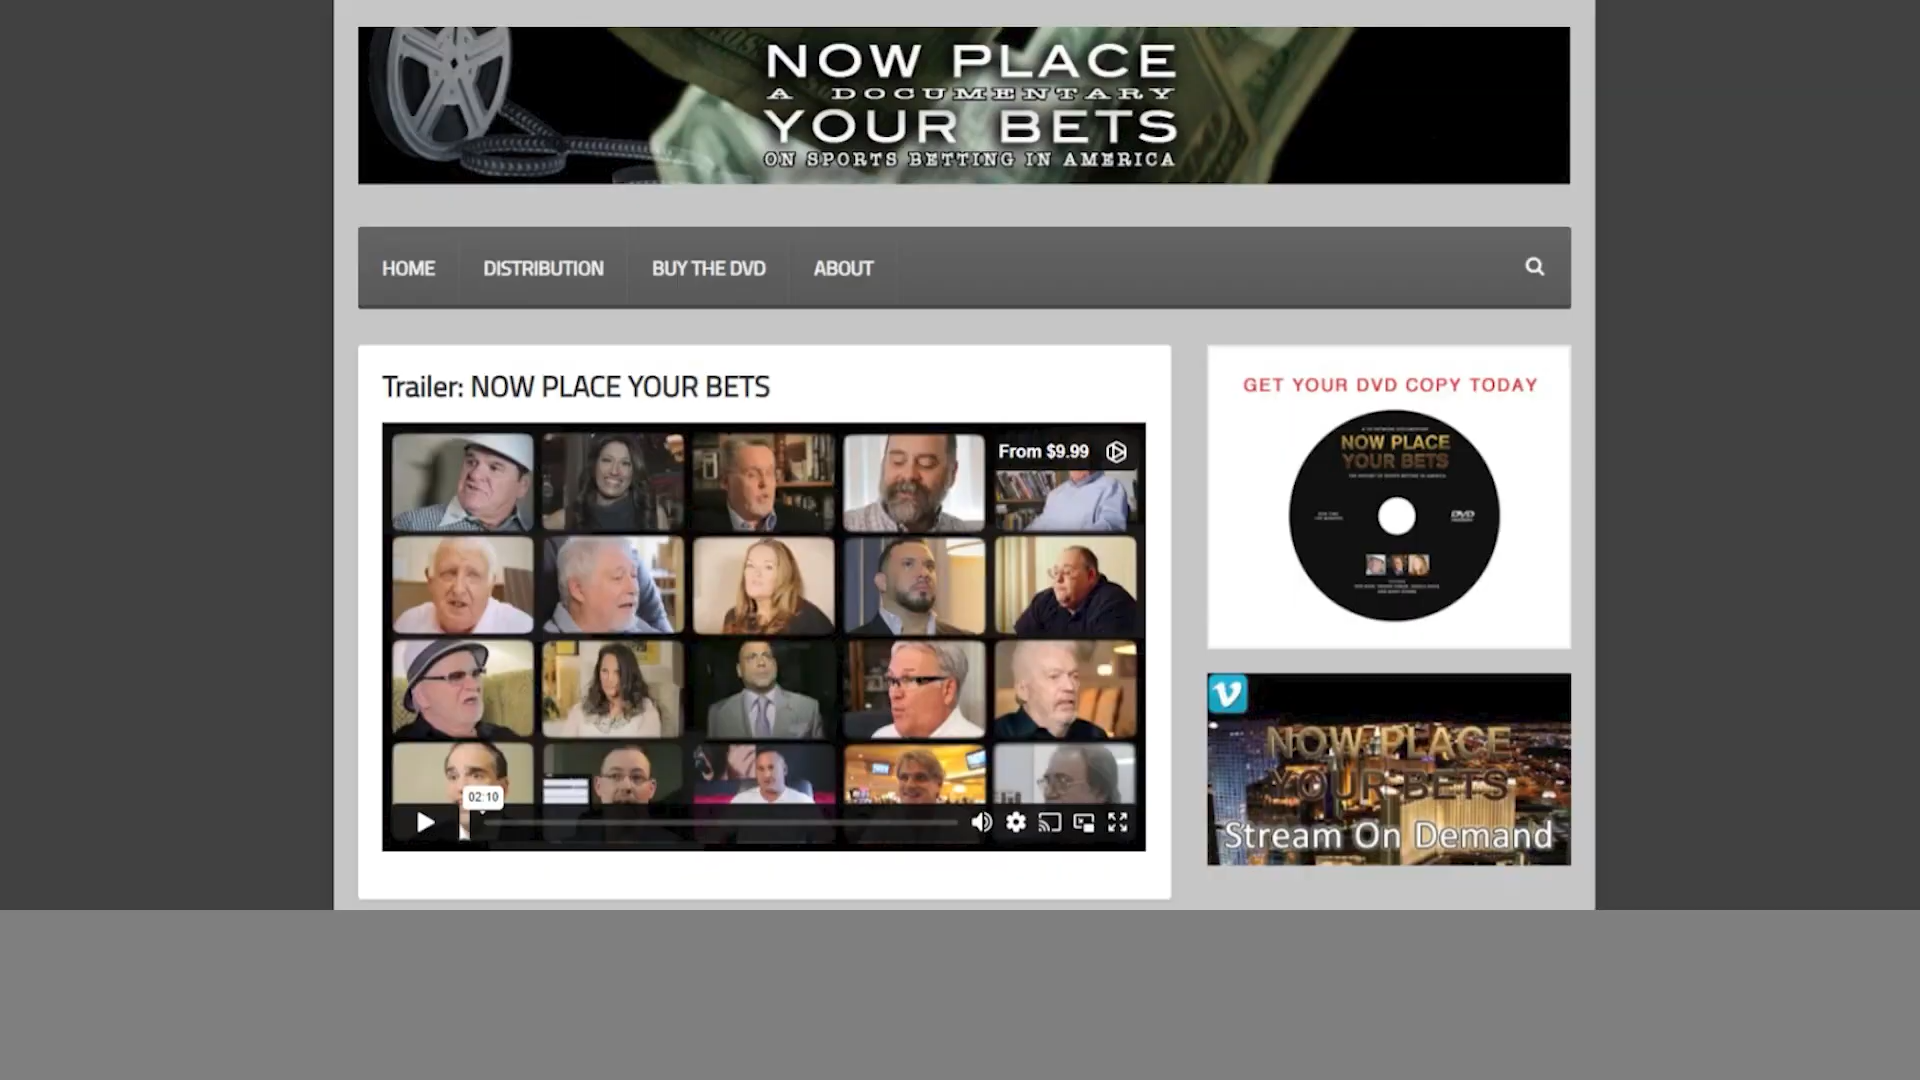 NOW PLACE
A DOCUMENTARY
YOUR BETS
ON SPORTS BETTING IN AMERICA
HOME
DISTRIBUTION
BUY THE DVD
ABOUT
Trailer: NOW PLACE YOUR BETS
From $9.99
02:10
GET YOUR DVD COPY TODAY
NOW PLACE
YOUR BETS
DVD
NOW PLACE
YOUR BETS
Stream On Demand